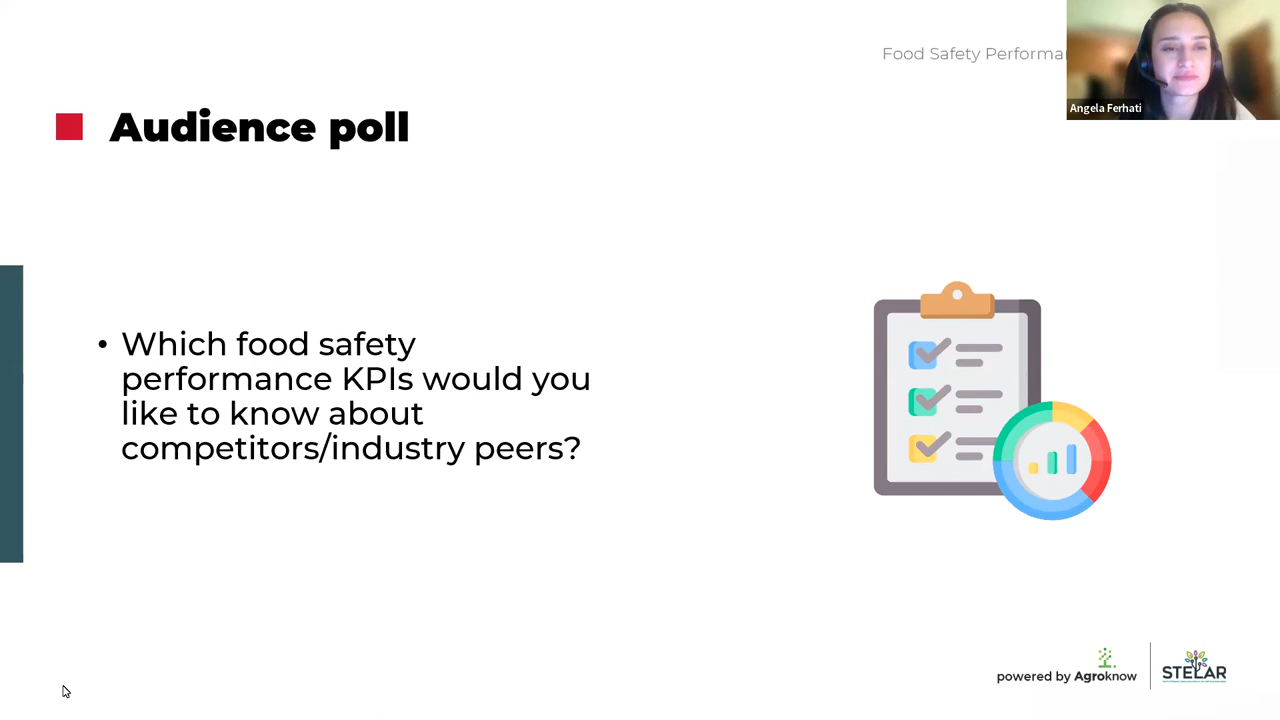 Food Safety Performa
Angela Ferhati
Audience poll
• Which food safety
performance KPIs would you
like to know about
competitors/industry peers?
powered by Agroknow
STELAR